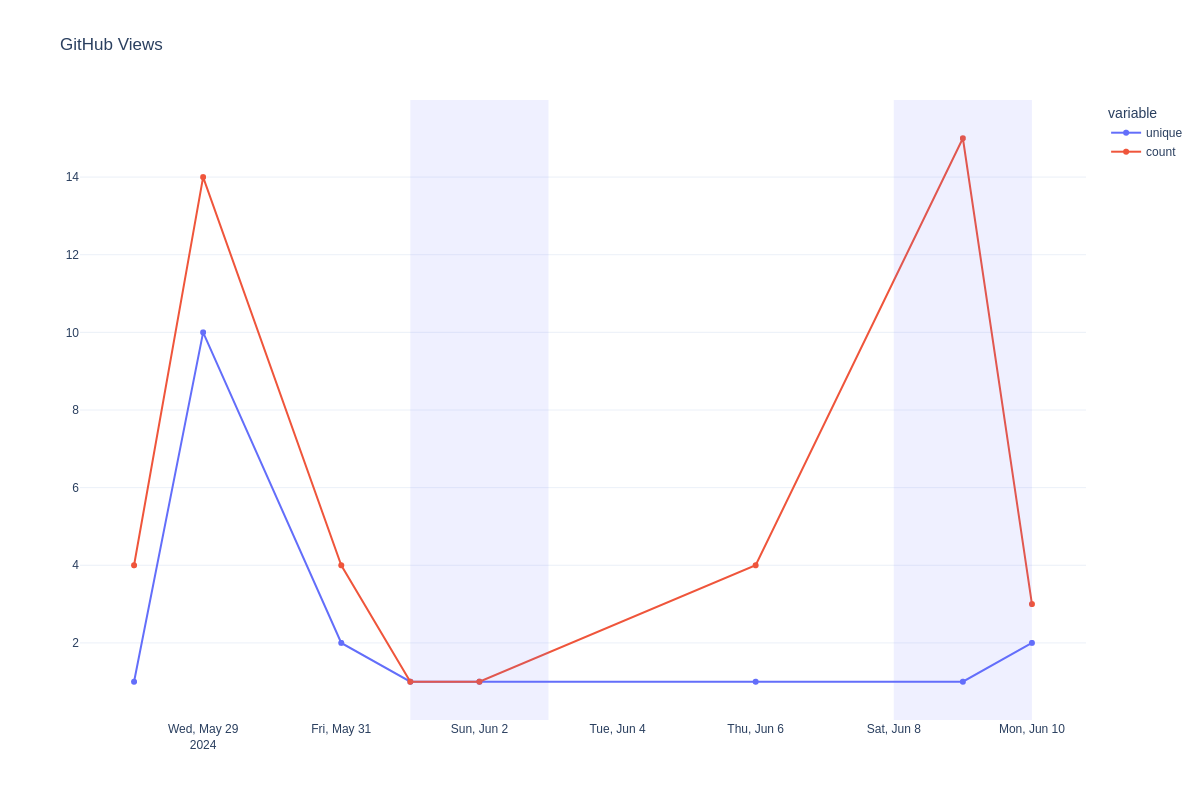 GitHub Views
variable
unique
count
14
12
10
8
6
4
2
Wed, May 29
2024
Fri, May 31
Sun, Jun 2
Tue, Jun 4
Thu, Jun 6
Sat, Jun 8
Mon, Jun 10